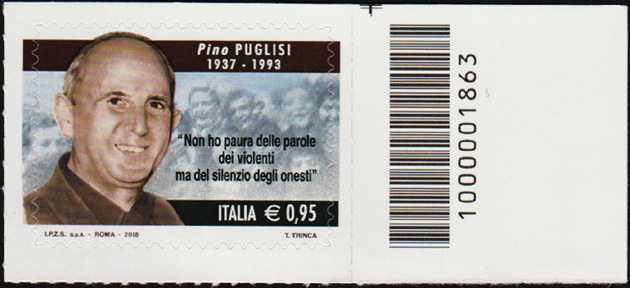 Pino PUGLISI
1937 - 1993
"Non ho paura delle parole
dei violenti
ma del silenzio degli onesti"
ITALIA € 0,95
I.P.Z.S. S.p.A. - ROMA - 2018
T. TRINCA
1000001863